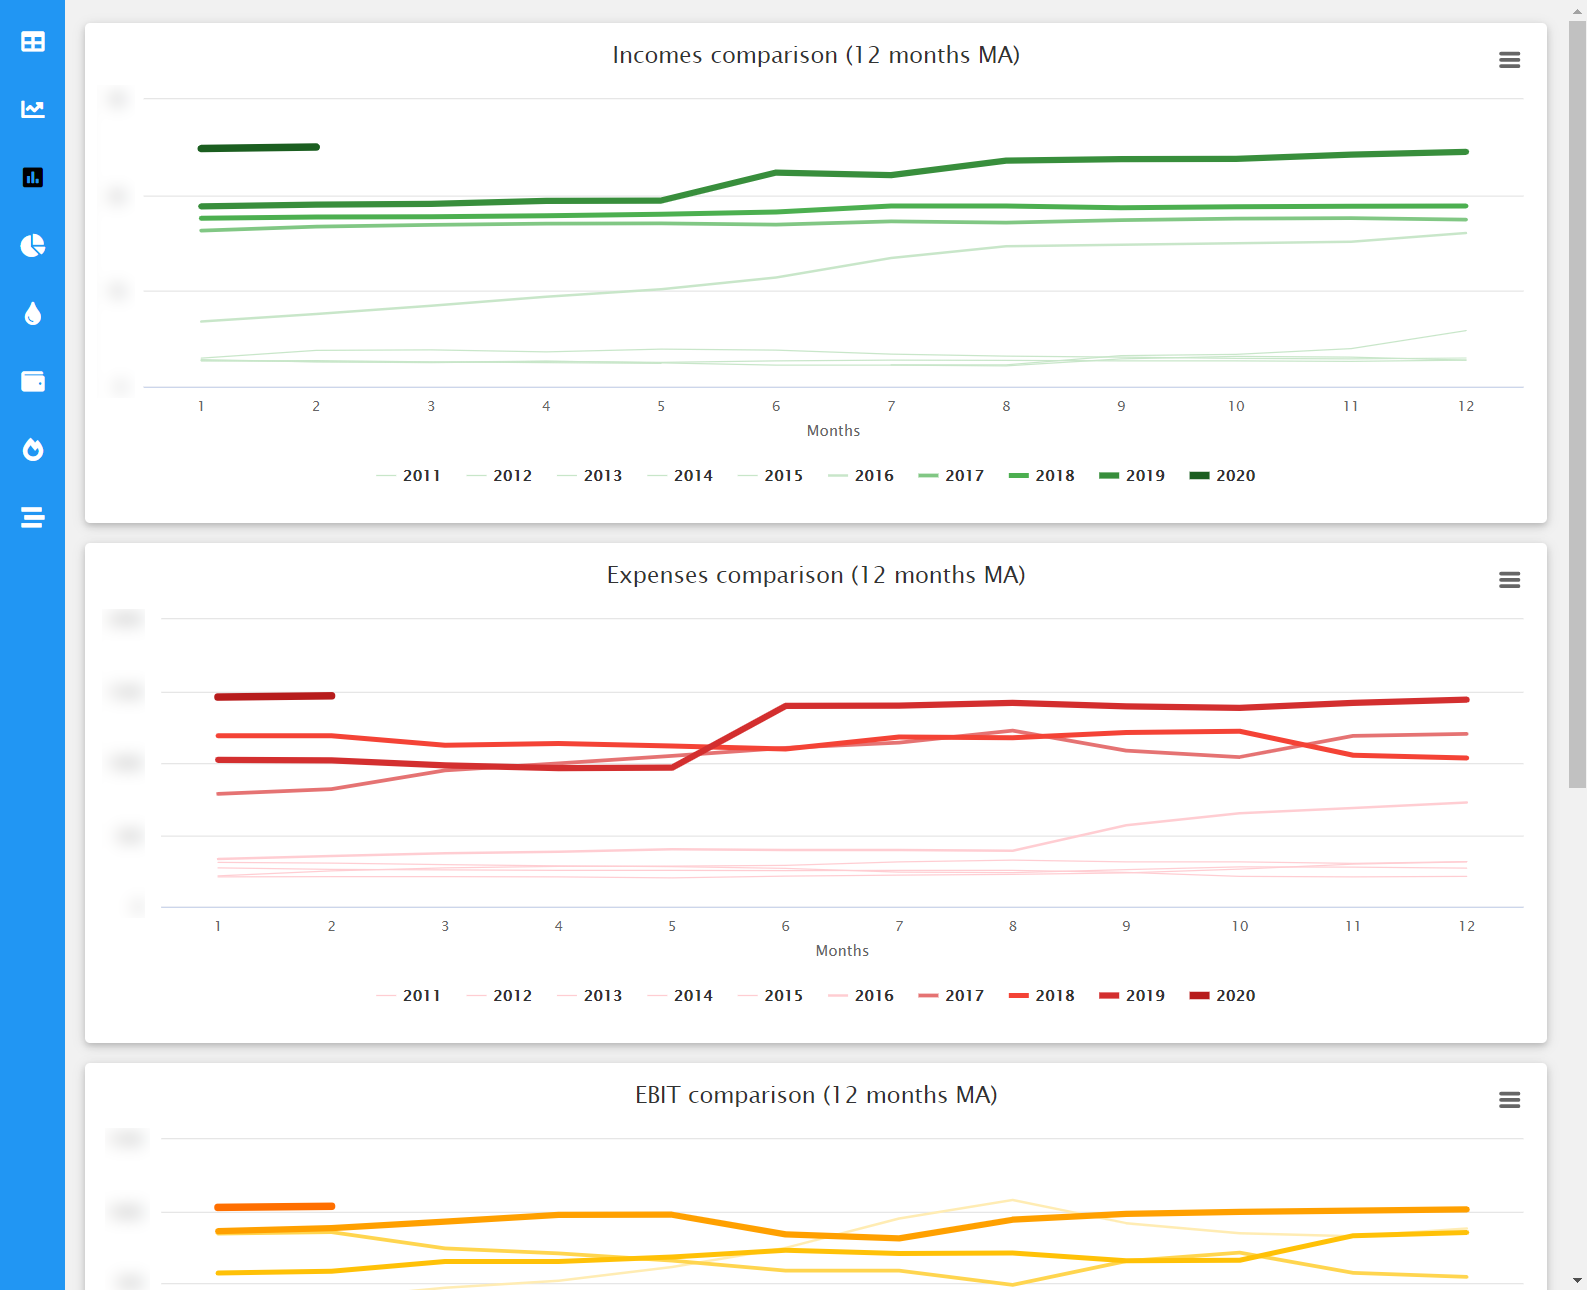 Incomes comparison (12 months MA)
1 2 3 4 5 6 7 8 9 10 11 12
Months
2011 2012 2013 2014 2015 2016 2017 2018 2019 2020
Expenses comparison (12 months MA)
1 2 3 4 5 6 7 8 9 10 11 12
Months
2011 2012 2013 2014 2015 2016 2017 2018 2019 2020
EBIT comparison (12 months MA)